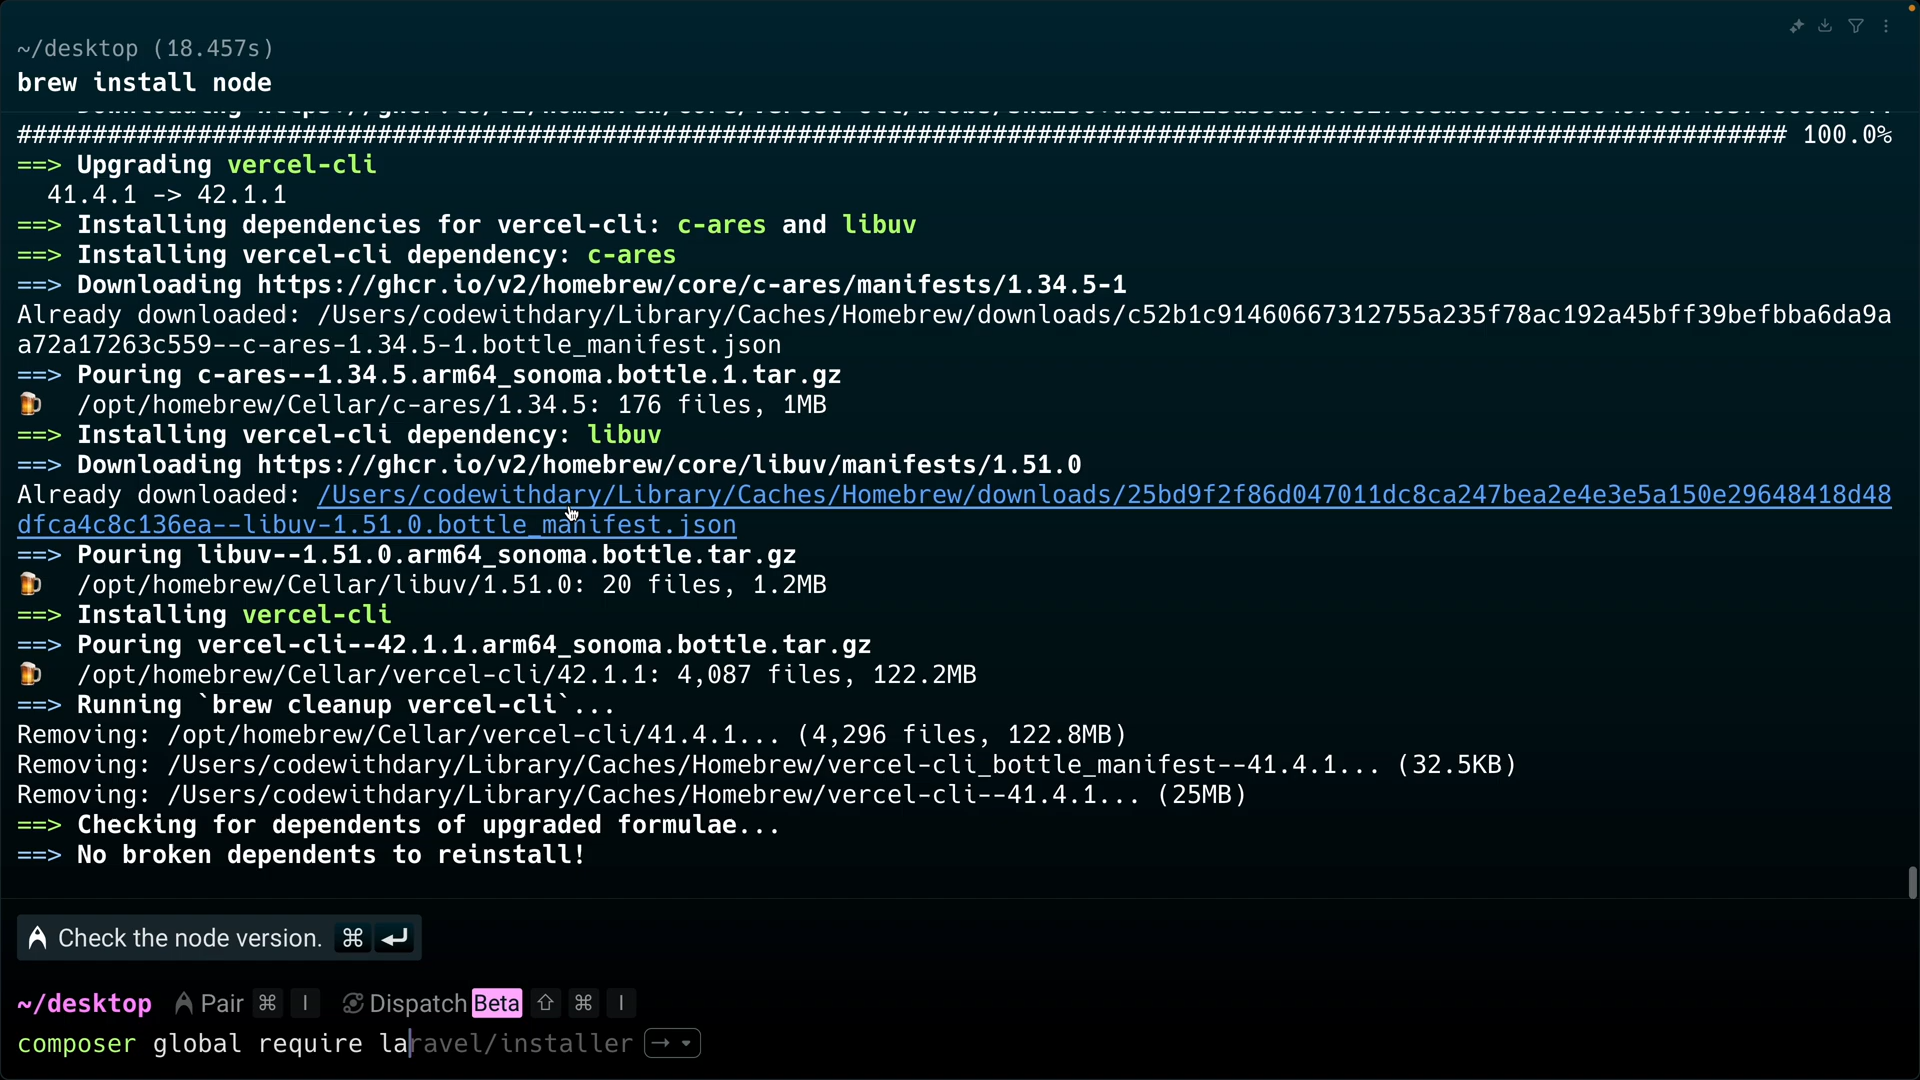 ~/desktop (18.457s)
brew install node
################################################################################################################## 100.0%
==> Upgrading vercel-cli
41.4.1 -> 42.1.1
==> Installing dependencies for vercel-cli: c-ares and libuv
==> Installing vercel-cli dependency: c-ares
==> Downloading https://ghcr.io/v2/homebrew/core/c-ares/manifests/1.34.5-1
Already downloaded: /Users/codewithdary/Library/Caches/Homebrew/downloads/c52b1c91460667312755a235f78ac192a45bff39befbba6da9a
a72a17263c559--c-ares-1.34.5-1.bottle_manifest.json
==> Pouring c-ares--1.34.5.arm64_sonoma.bottle.1.tar.gz
🍺 /opt/homebrew/Cellar/c-ares/1.34.5: 176 files, 1MB
==> Installing vercel-cli dependency: libuv
==> Downloading https://ghcr.io/v2/homebrew/core/libuv/manifests/1.51.0
Already downloaded: /Users/codewithdary/Library/Caches/Homebrew/downloads/25bd9f2f86d047011dc8ca247bea2e4e3e5a150e29648418d48
dfca4c8c136ea--libuv-1.51.0.bottle_manifest.json
==> Pouring libuv--1.51.0.arm64_sonoma.bottle.tar.gz
🍺 /opt/homebrew/Cellar/libuv/1.51.0: 20 files, 1.2MB
==> Installing vercel-cli
==> Pouring vercel-cli--42.1.1.arm64_sonoma.bottle.tar.gz
🍺 /opt/homebrew/Cellar/vercel-cli/42.1.1: 4,087 files, 122.2MB
==> Running `brew cleanup vercel-cli`...
Removing: /opt/homebrew/Cellar/vercel-cli/41.4.1... (4,296 files, 122.8MB)
Removing: /Users/codewithdary/Library/Caches/Homebrew/vercel-cli_bottle_manifest--41.4.1... (32.5KB)
Removing: /Users/codewithdary/Library/Caches/Homebrew/vercel-cli--41.4.1... (25MB)
==> Checking for dependents of upgraded formulae...
==> No broken dependents to reinstall!
Check the node version. ⌘ ↵
~/desktop Pair ⌘ I Dispatch Beta ⇧ ⌘ I
composer global require laravel/installer →